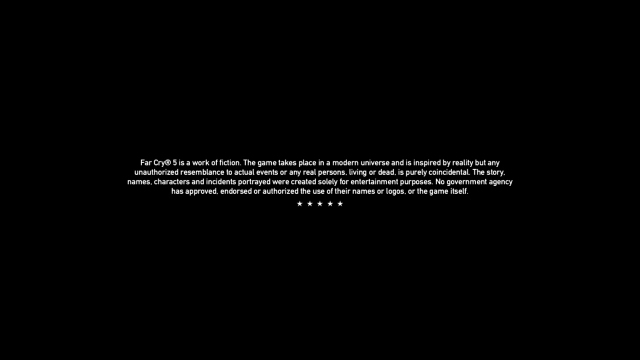 Far Cry® 5 is a work of fiction. The game takes place in a modern universe and is inspired by reality but any
unauthorized resemblance to actual events or any real persons, living or dead, is purely coincidental. The story,
names, characters and incidents portrayed were created solely for entertainment purposes. No government agency
has approved, endorsed or authorized the use of their names or logos, or the game itself.
★ ★ ★ ★ ★